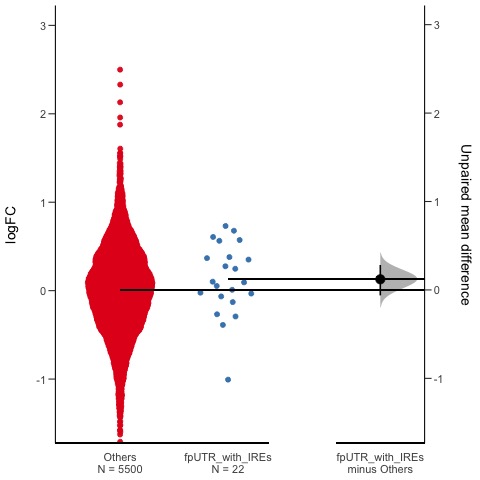 3
2
1
0
-1
logFC
Others
N = 5500
fpUTR_with_IREs
N = 22
fpUTR_with_IREs
minus Others
3
2
1
0
-1
Unpaired mean difference